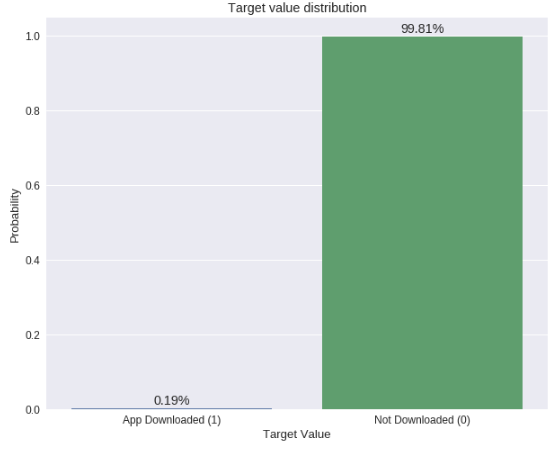 Target value distribution
99.81%
1.0
0.8
0.6
Probability
0.4
0.2
0.19%
0.0
App Downloaded (1) Not Downloaded (0)
Target Value